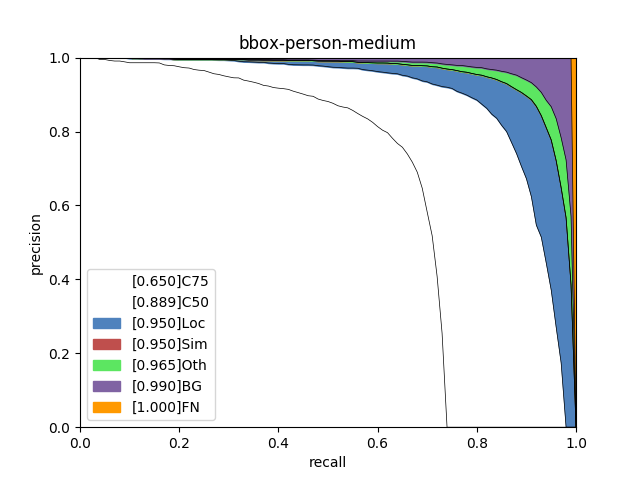 bbox-person-medium
1.0
0.8
0.6
0.4
0.2
0.0
precision
[0.650]C75
[0.889]C50
[0.950]Loc
[0.950]Sim
[0.965]Oth
[0.990]BG
[1.000]FN
0.0 0.2 0.4 0.6 0.8 1.0
recall